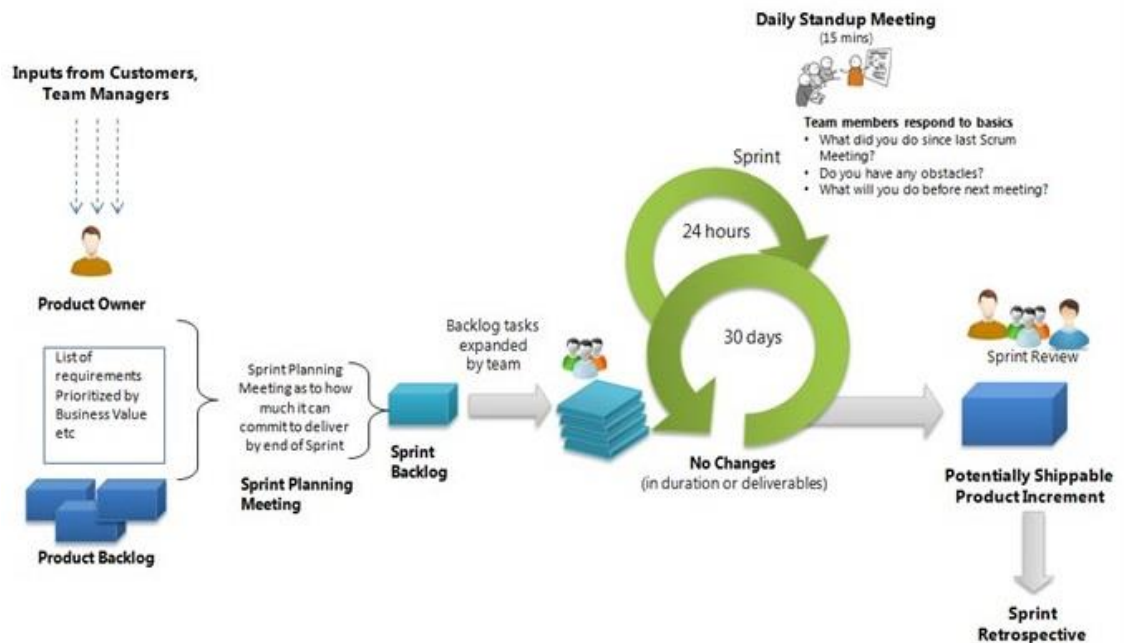 Inputs from Customers,
Team Managers
Product Owner
List of
requirements
Prioritized by
Business Value
etc
Product Backlog
Sprint Planning
Meeting as to how
much it can
commit to deliver
by end of Sprint
Sprint Planning
Meeting
Sprint
Backlog
Backlog tasks
expanded
by team
Daily Standup Meeting
(15 mins)
Team members respond to basics
• What did you do since last Scrum
Meeting?
• Do you have any obstacles?
• What will you do before next meeting?
Sprint
24 hours
30 days
No Changes
(in duration or deliverables)
Sprint Review
Potentially Shippable
Product Increment
Sprint
Retrospective